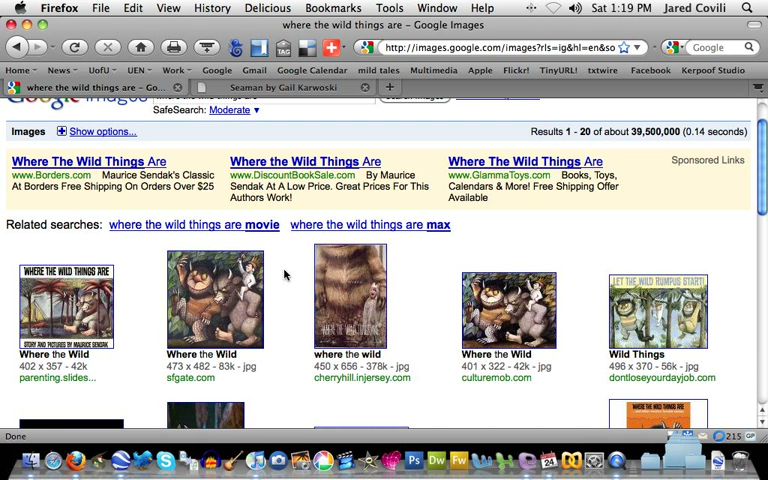 Firefox File Edit View History Delicious Bookmarks Tools Window Help Sat 1:19 PM Jared Covili
where the wild things are - Google Images
http://images.google.com/images?rls=ig&hl=en&so Google
Home News UofU UEN Work Google Gmail Google Calendar mild tales Multimedia Apple Flickr! TinyURL! txtwire Facebook Kerpoof Studio
where the wild things are - Go... Seaman by Gail Karwoski
SafeSearch: Moderate
Images Show options... Results 1 - 20 of about 39,500,000 (0.14 seconds)
Where The Wild Things Are
www.Borders.com Maurice Sendak's Classic
At Borders Free Shipping On Orders Over $25
Where the Wild Things Are
www.DiscountBookSale.com By Maurice
Sendak At A Low Price. Great Prices For This
Authors Work!
Where the Wild Things Are
www.GlammaToys.com Books, Toys,
Calendars & More! Free Shipping Offer
Available
Sponsored Links
Related searches: where the wild things are movie where the wild things are max
WHERE THE WILD THINGS ARE
STORY AND PICTURES BY MAURICE SENDAK
LET THE WILD RUMPUS START!
Where the Wild
402 x 357 - 42k
parenting.slides...
Where the Wild
473 x 482 - 83k - jpg
sfgate.com
where the wild
450 x 656 - 378k - jpg
cherryhill.injersey.com
Where the Wild
401 x 322 - 42k - jpg
culturemob.com
Wild Things
496 x 370 - 56k - jpg
dontloseyourdayjob.com
WHERE THE WILD THINGS ARE
Done 215 GP
Ps Dw Fw 24